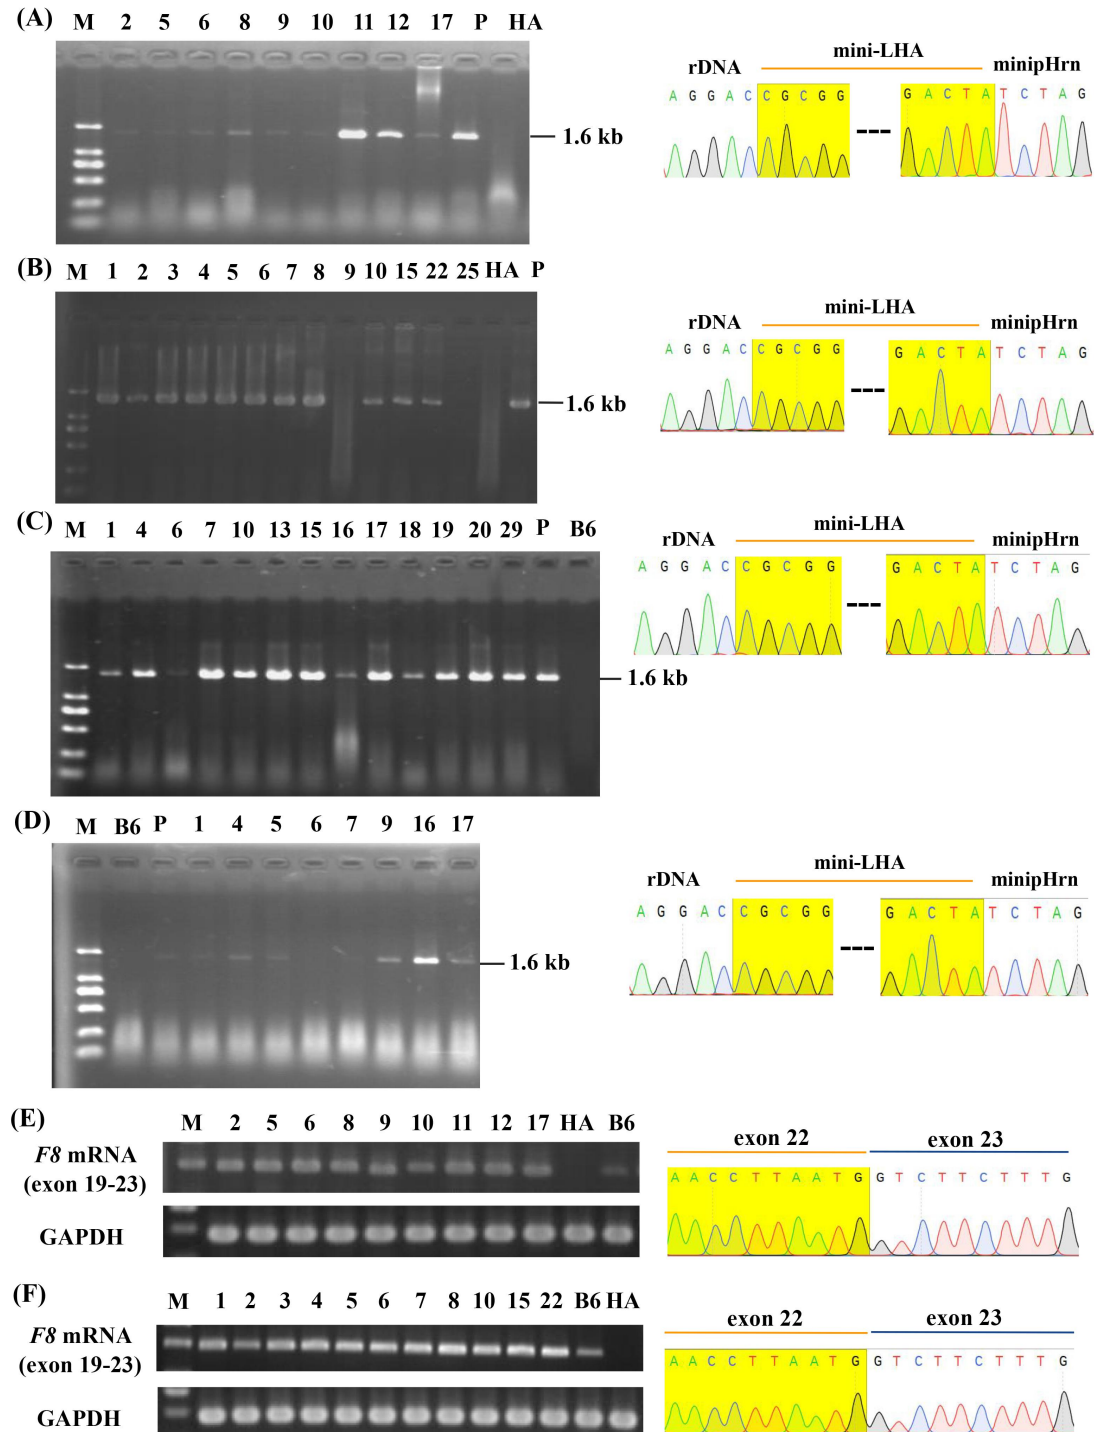 (A) M 2 5 6 8 9 10 11 12 17 P HA
1.6 kb
mini-LHA
rDNA minipHrn
A G G A C C G C G G G A C T A T C T A G
(B) M 1 2 3 4 5 6 7 8 9 10 15 22 25 HA P
1.6 kb
mini-LHA
rDNA minipHrn
A G G A C C G C G G G A C T A T C T A G
(C) M 1 4 6 7 10 13 15 16 17 18 19 20 29 P B6
1.6 kb
mini-LHA
rDNA minipHrn
A G G A C C G C G G G A C T A T C T A G
(D) M B6 P 1 4 5 6 7 9 16 17
1.6 kb
mini-LHA
rDNA minipHrn
A G G A C C G C G G G A C T A T C T A G
(E) M 2 5 6 8 9 10 11 12 17 HA B6
F8 mRNA
(exon 19-23)
GAPDH
exon 22 exon 23
A A C C T T A A T G G T C T T C T T T G
(F) M 1 2 3 4 5 6 7 8 10 15 22 B6 HA
F8 mRNA
(exon 19-23)
GAPDH
exon 22 exon 23
A A C C T T A A T G G T C T T C T T T G